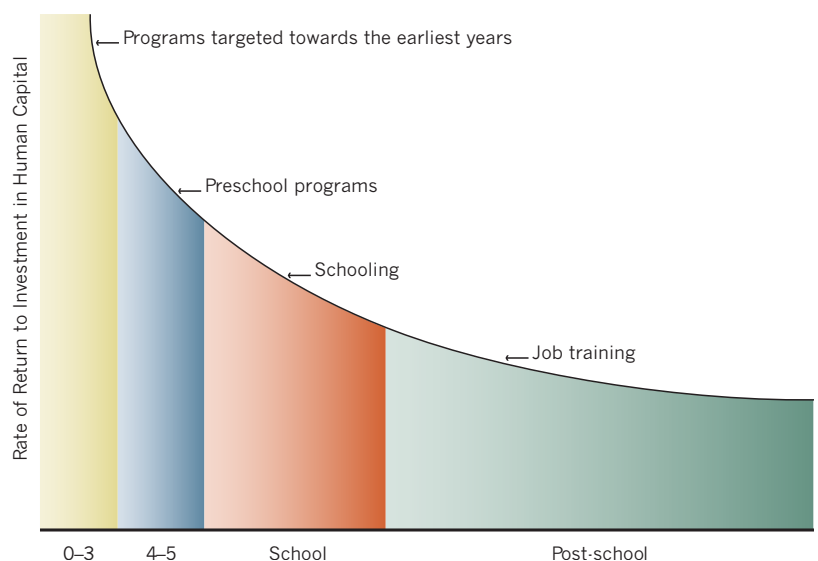 Rate of Return to Investment in Human Capital
Programs targeted towards the earliest years
Preschool programs
Schooling
Job training
0–3
4–5
School
Post-school